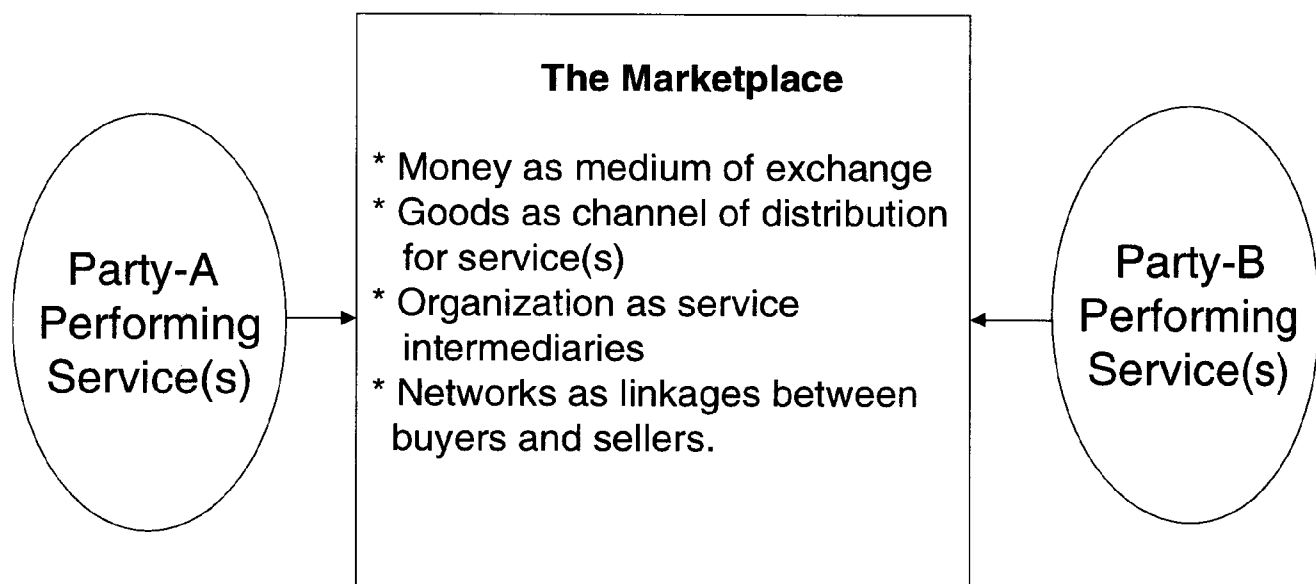 The Marketplace
* Money as medium of exchange
* Goods as channel of distribution
for service(s)
* Organization as service
intermediaries
* Networks as linkages between
buyers and sellers.
Party-A
Performing
Service(s)
Party-B
Performing
Service(s)